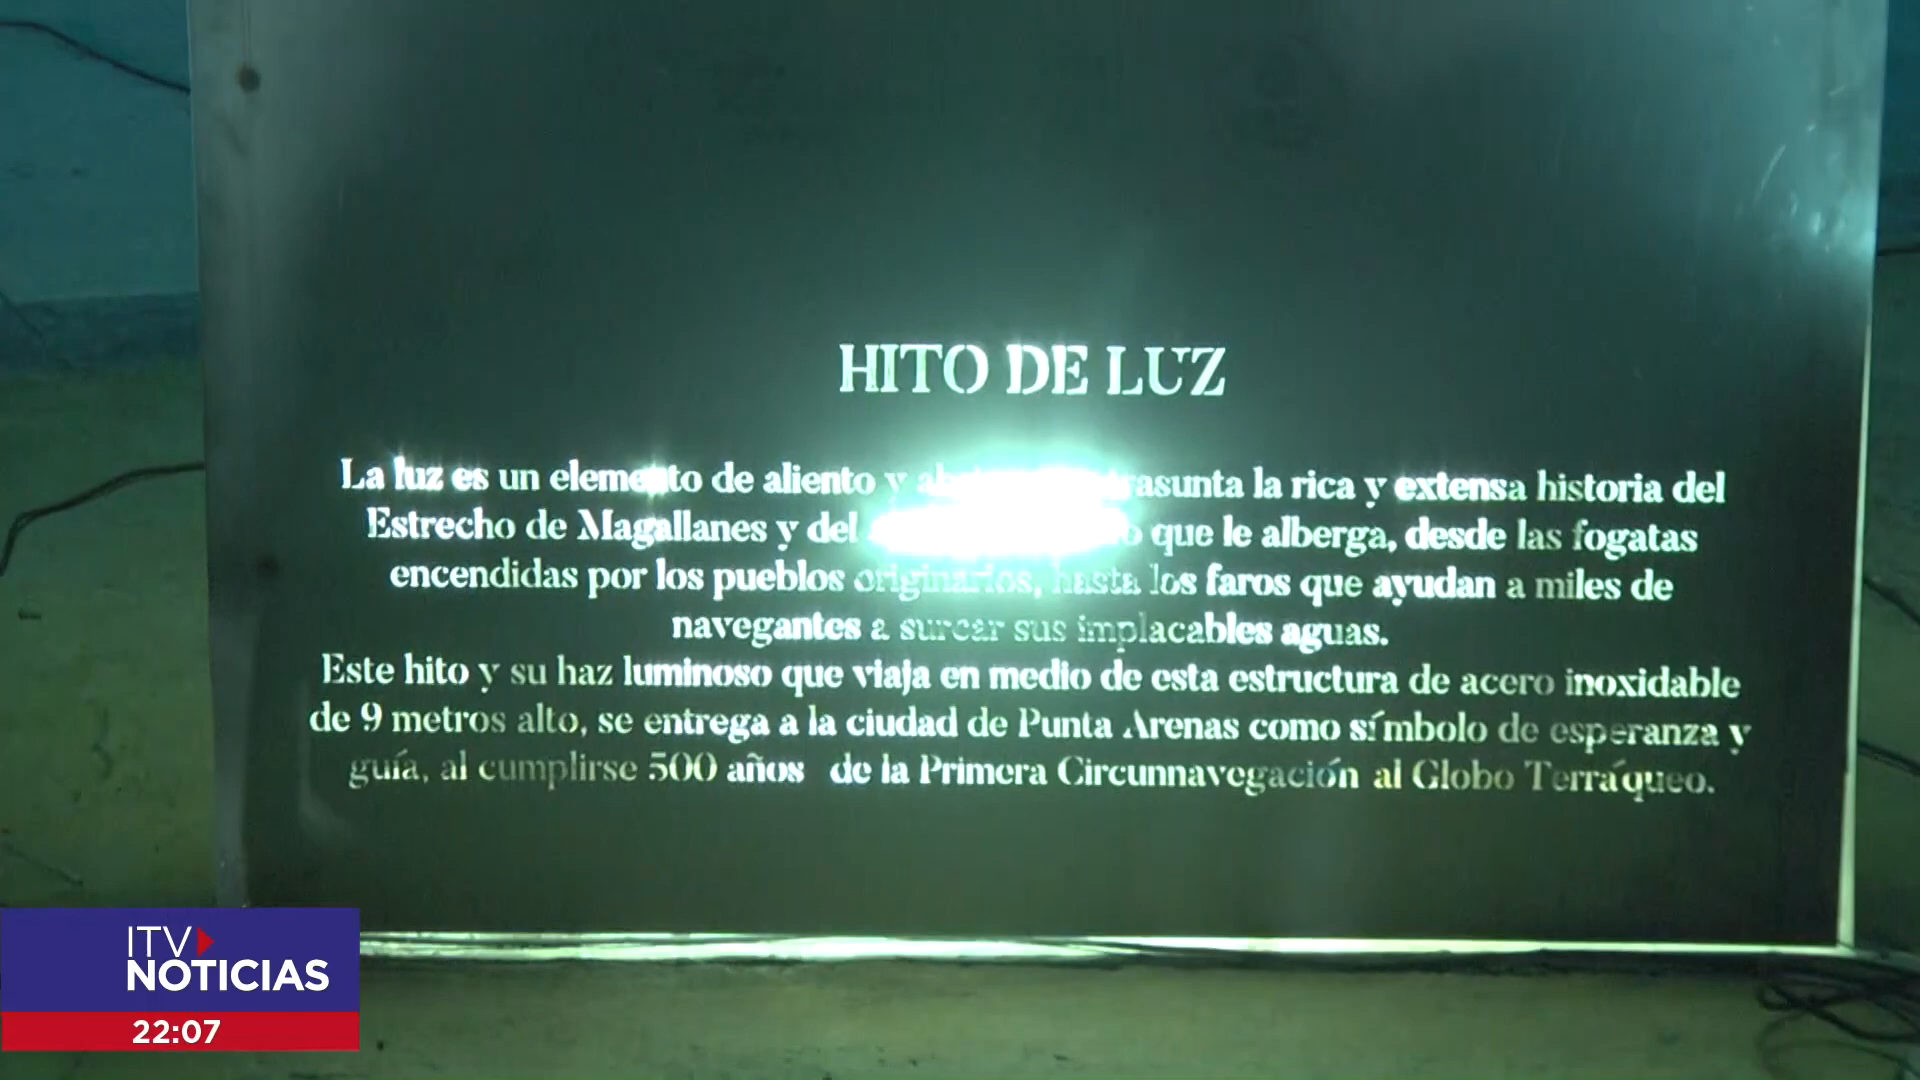 HITO DE LUZ
La luz es un elemento de aliento y la rica y extensa historia del
Estrecho de Magallanes y del que le alberga, desde las fogatas
encendidas por los pueblos originarios, hasta los faros que ayudan a miles de
navegantes a surcar sus implacables aguas.
Este hito y su haz luminoso que viaja en medio de esta estructura de acero inoxidable
de 9 metros alto, se entrega a la ciudad de Punta Arenas como símbolo de esperanza y
guía, al cumplirse 500 años de la Primera Circunnavegación al Globo Terráqueo.
ITV
NOTICIAS
22:07